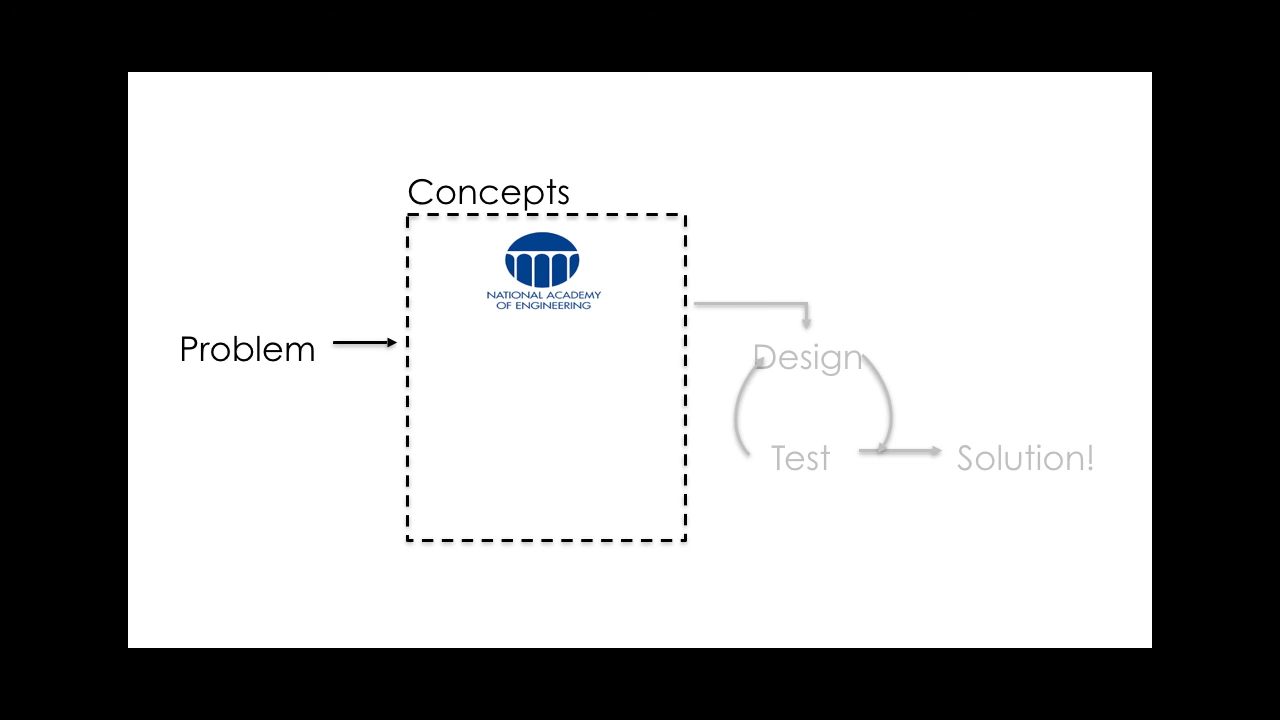 Concepts
NATIONAL ACADEMY
OF ENGINEERING
Problem
Design
Test
Solution!